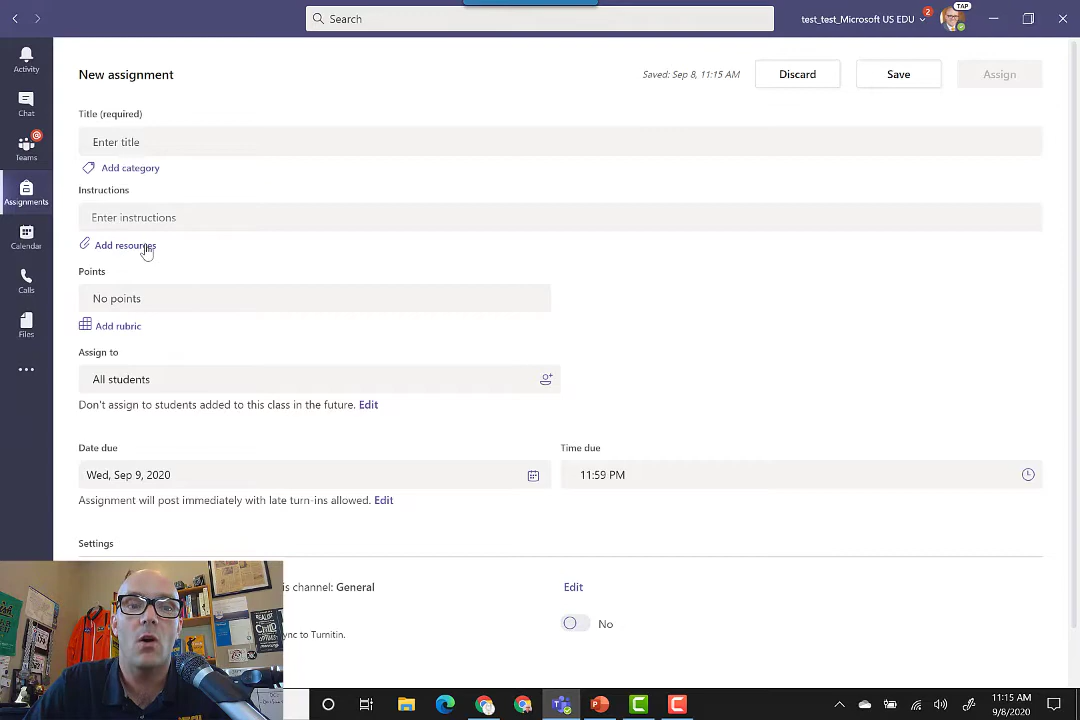 Search
test_test_Microsoft US EDU
2
TAP
Activity
Chat
Teams
Assignments
Calendar
Calls
Files
New assignment
Saved: Sep 8, 11:15 AM
Discard
Save
Assign
Title (required)
Enter title
Add category
Instructions
Enter instructions
Add resources
Points
No points
Add rubric
Assign to
All students
Don't assign to students added to this class in the future. Edit
Date due
Time due
Wed, Sep 9, 2020
11:59 PM
Assignment will post immediately with late turn-ins allowed. Edit
Settings
is channel: General
Edit
No
ync to Turnitin.
11:15 AM
9/8/2020